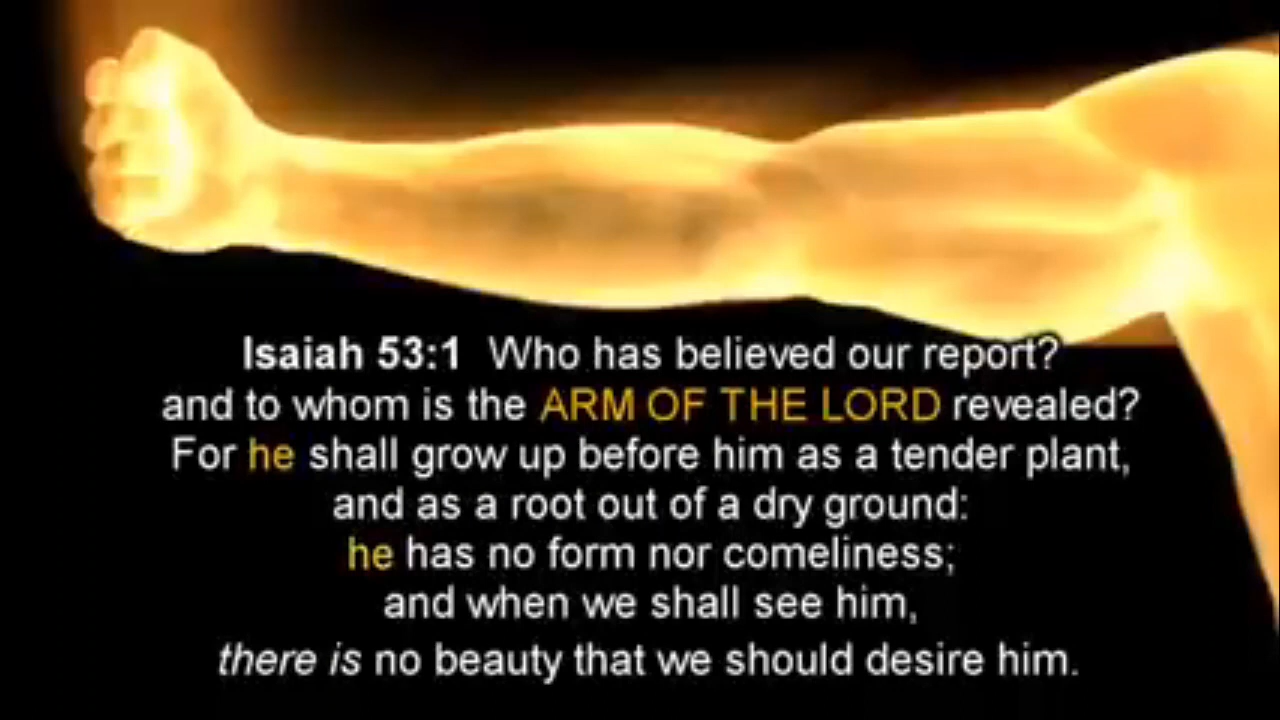 Isaiah 53:1 Who has believed our report?
and to whom is the ARM OF THE LORD revealed?
For he shall grow up before him as a tender plant,
and as a root out of a dry ground:
he has no form nor comeliness;
and when we shall see him,
there is no beauty that we should desire him.